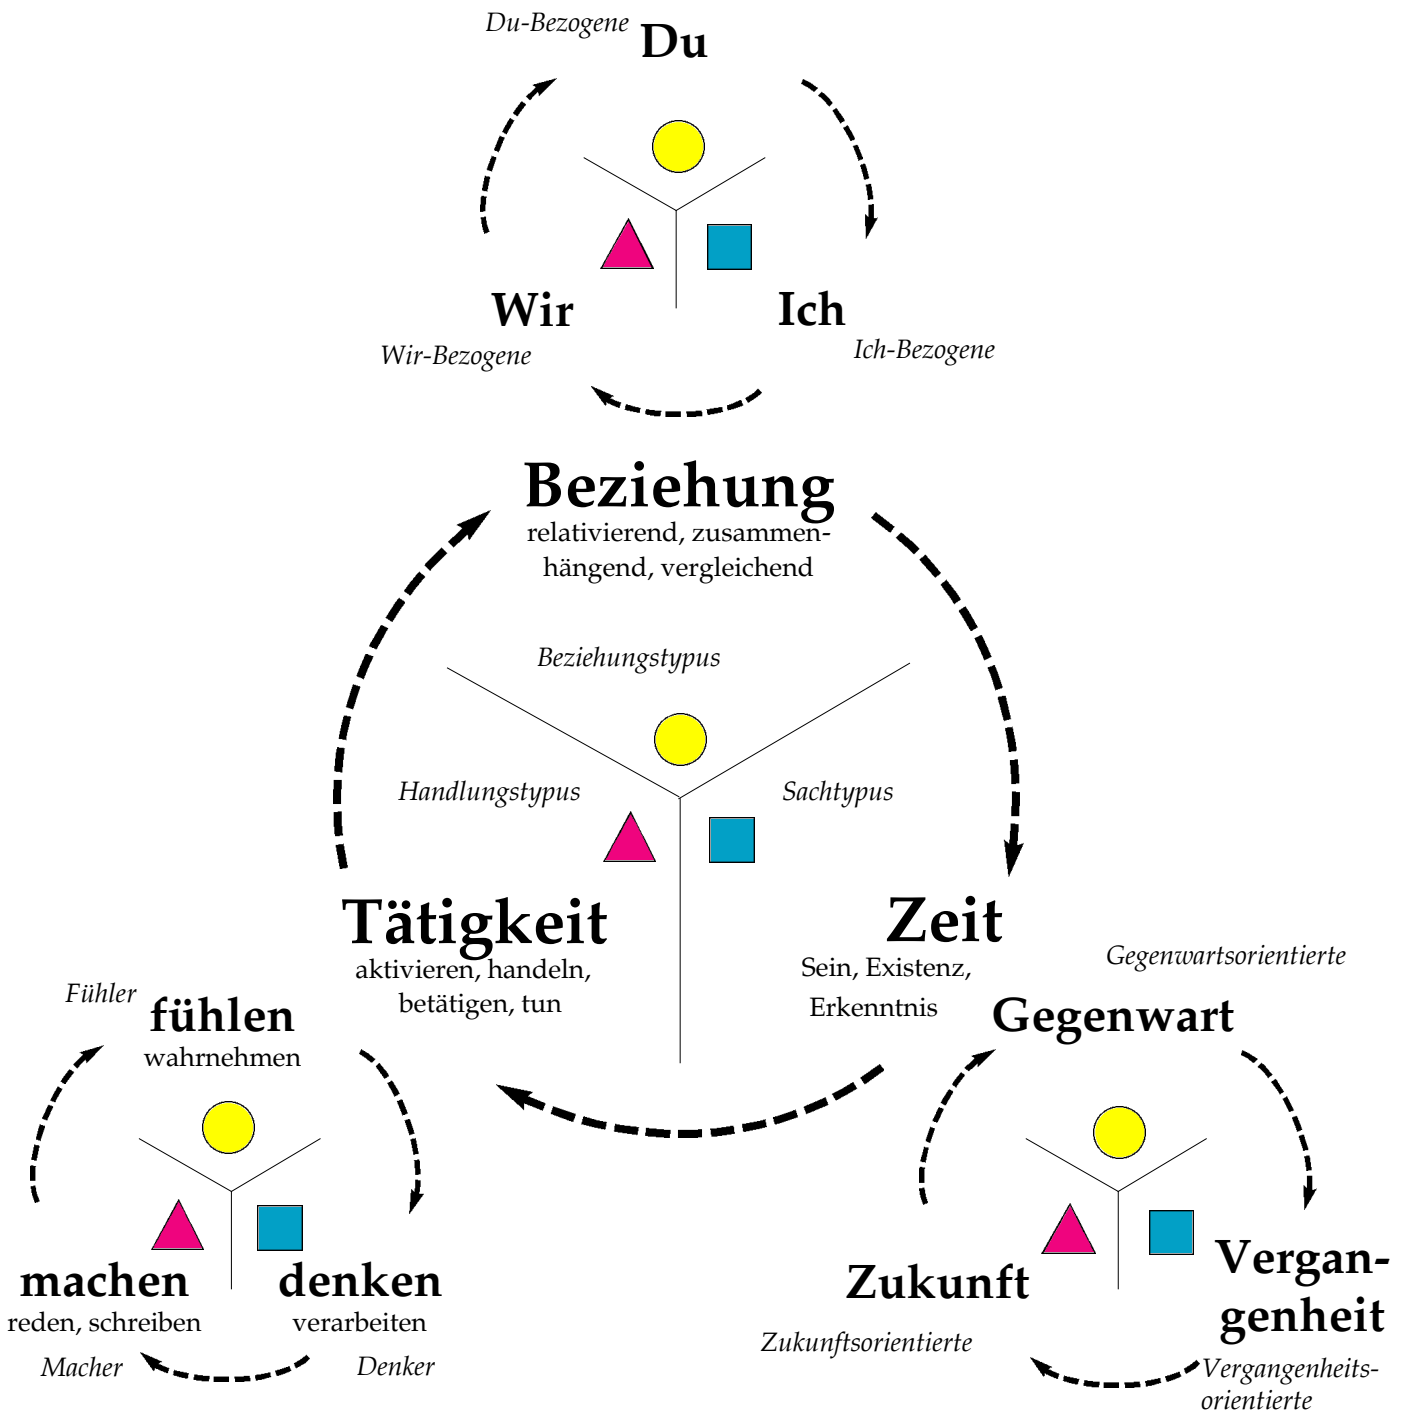 Du-Bezogene
Du
Wir
Ich
Wir-Bezogene
Ich-Bezogene
Beziehung
relativierend, zusammen-
hängend, vergleichend
Beziehungstypus
Handlungstypus
Sachtypus
Tätigkeit
aktivieren, handeln,
betätigen, tun
Zeit
Sein, Existenz,
Erkenntnis
Fühler
fühlen
wahrnehmen
machen
reden, schreiben
Macher
denken
verarbeiten
Denker
Gegenwartsorientierte
Gegenwart
Zukunft
Zukunftsorientierte
Vergan-
genheit
Vergangenheits-
orientierte